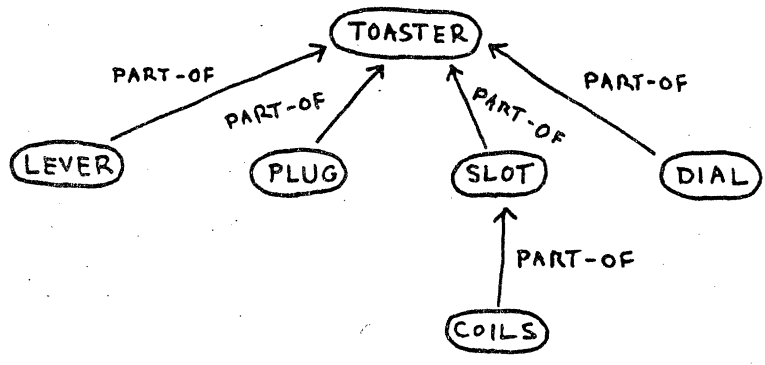 TOASTER
PART-OF
PART-OF
PART-OF
PART-OF
LEVER
PLUG
SLOT
DIAL
PART-OF
COILS